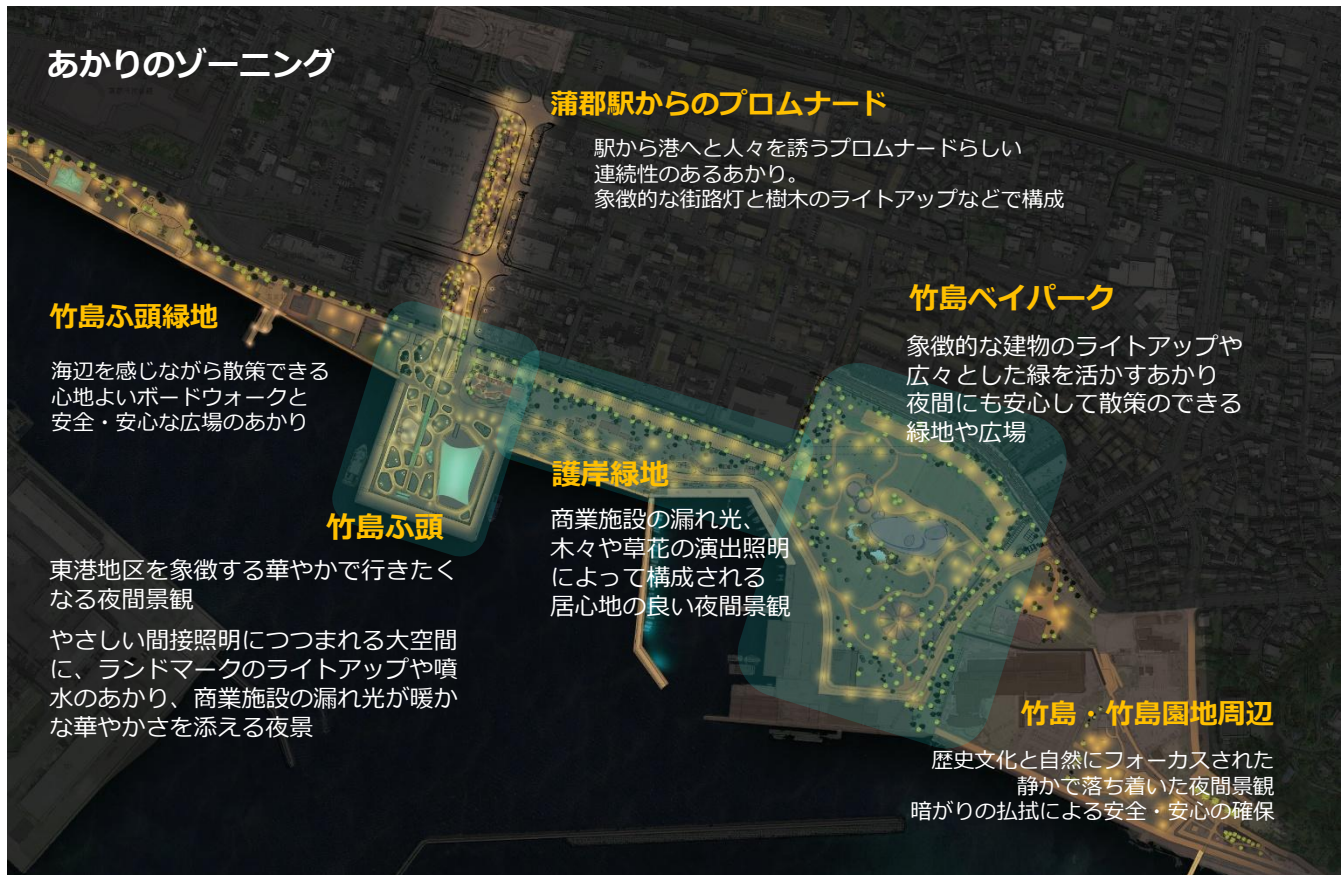 あかりのゾーニング
蒲郡駅からのプロムナード
駅から港へと人々を誘うプロムナードらしい
連続性のあるあかり。
象徴的な街路灯と樹木のライトアップなどで構成
竹島ふ頭緑地
海辺を感じながら散策できる
心地よいボードウォークと
安全・安心な広場のあかり
竹島ベイパーク
象徴的な建物のライトアップや
広々とした緑を活かすあかり
夜間にも安心して散策のできる
緑地や広場
護岸緑地
商業施設の漏れ光、
木々や草花の演出照明
によって構成される
居心地の良い夜間景観
竹島ふ頭
東港地区を象徴する華やかで行きたく
なる夜間景観
やさしい間接照明につつまれる大空間
に、ランドマークのライトアップや噴
水のあかり、商業施設の漏れ光が暖か
な華やかさを添える夜景
竹島・竹島園地周辺
歴史文化と自然にフォーカスされた
静かで落ち着いた夜間景観
暗がりの払拭による安全・安心の確保